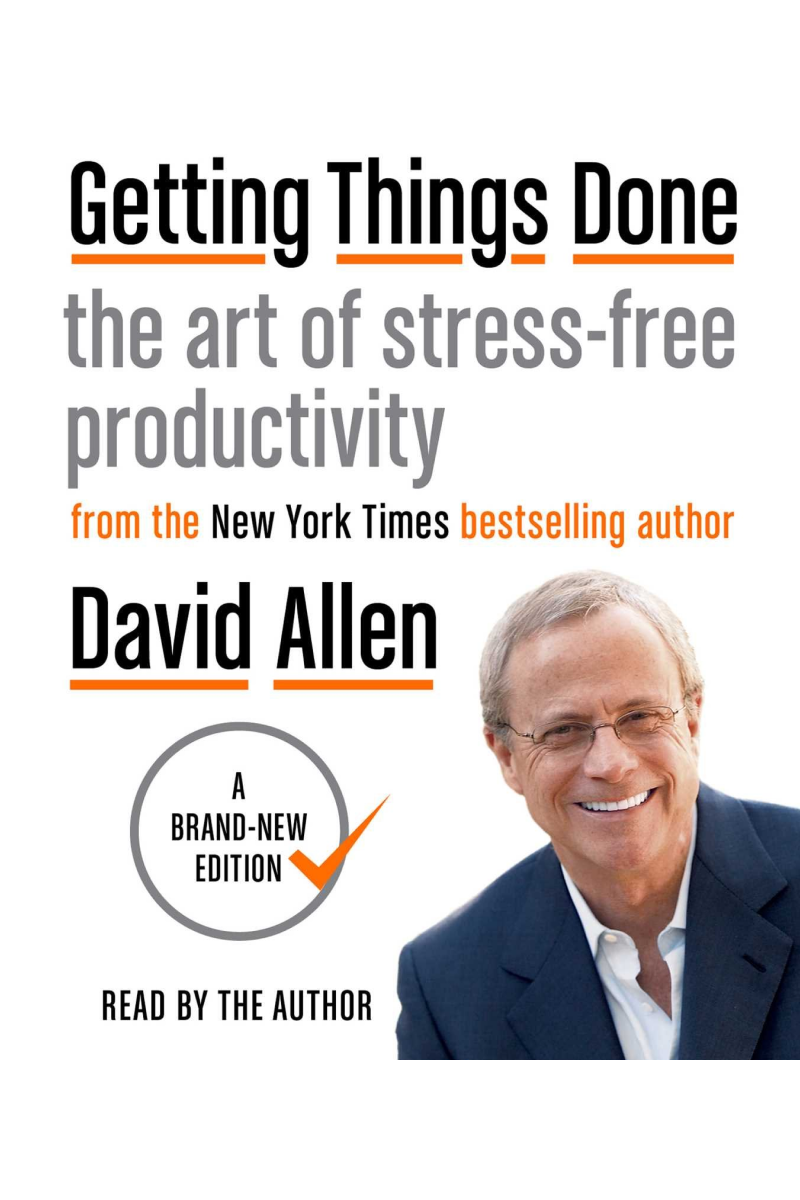 Getting Things Done
the art of stress-free
productivity
from the New York Times bestselling author
David Allen
A
BRAND-NEW
EDITION
READ BY THE AUTHOR